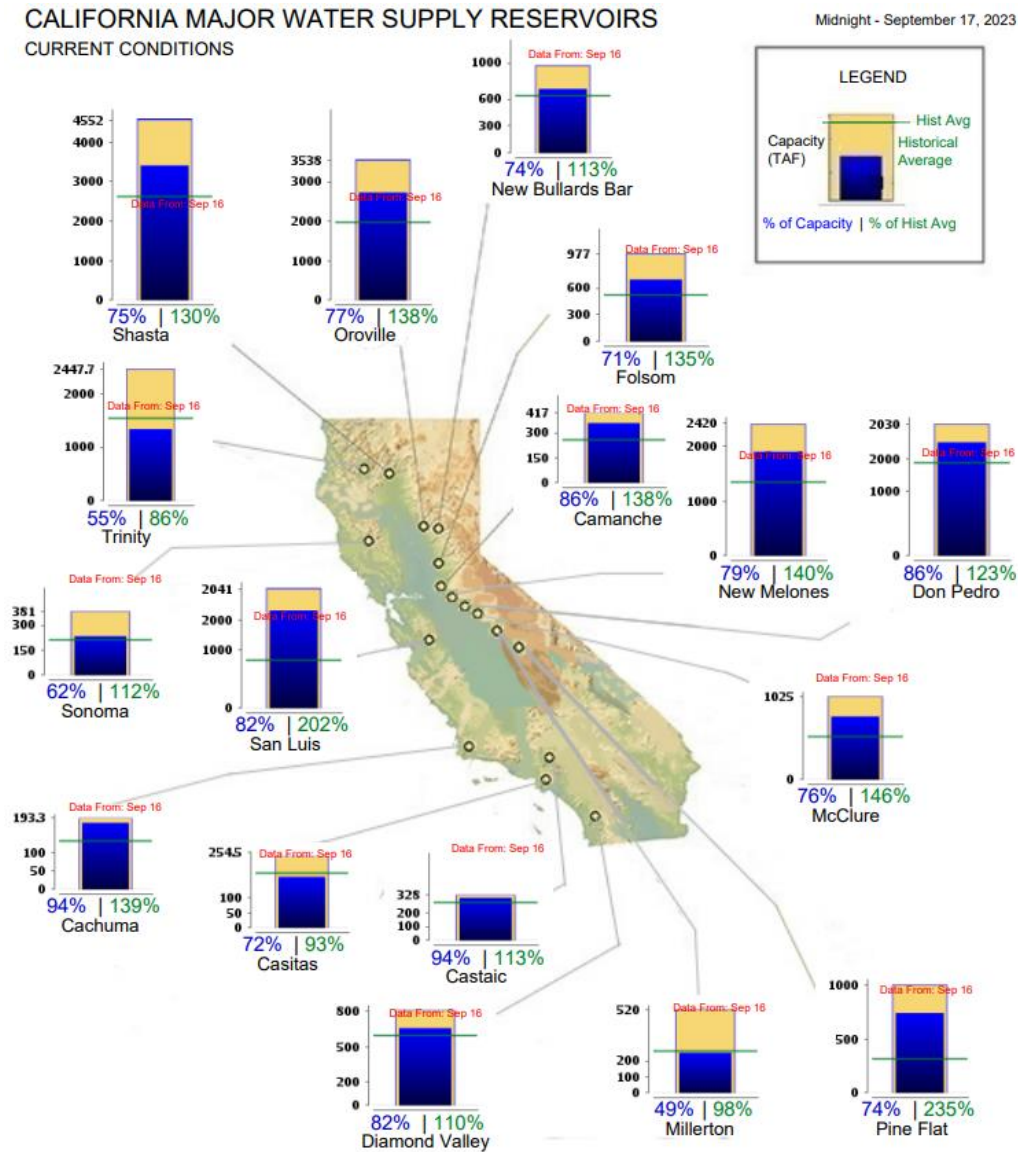 CALIFORNIA MAJOR WATER SUPPLY RESERVOIRS
CURRENT CONDITIONS
Midnight - September 17, 2023
LEGEND
Capacity
(TAF)
Hist Avg
Historical
Average
% of Capacity | % of Hist Avg
Data From: Sep 16
1000
600
300
0
74% | 113%
New Bullards Bar
4552
4000
3000
2000
1000
0
Data From: Sep 16
75% | 130%
Shasta
3538
3000
2000
1000
0
Data From: Sep 16
77% | 138%
Oroville
Data From: Sep 16
977
600
300
0
71% | 135%
Folsom
2447.7
2000
1000
0
Data From: Sep 16
55% | 86%
Trinity
Data From: Sep 16
417
300
150
0
86% | 138%
Camanche
2420
2000
1000
0
Data From: Sep 16
79% | 140%
New Melones
2030
2000
1000
0
Data From: Sep 16
86% | 123%
Don Pedro
Data From: Sep 16
381
300
150
0
62% | 112%
Sonoma
2041
2000
1000
0
Data From: Sep 16
82% | 202%
San Luis
Data From: Sep 16
1025
0
76% | 146%
McClure
Data From: Sep 16
193.3
100
50
0
94% | 139%
Cachuma
Data From: Sep 16
254.5
100
50
0
72% | 93%
Casitas
Data From: Sep 16
328
200
100
0
94% | 113%
Castaic
Data From: Sep 16
800
500
200
0
82% | 110%
Diamond Valley
Data From: Sep 16
520
200
100
0
49% | 98%
Millerton
1000
500
0
Data From: Sep 16
74% | 235%
Pine Flat